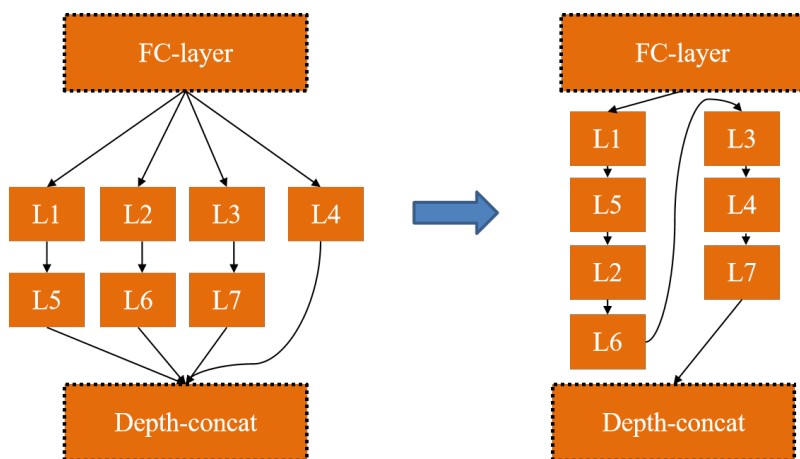 FC-layer
L1
L2
L3
L4
L5
L6
L7
Depth-concat
FC-layer
L1
L5
L2
L6
L3
L4
L7
Depth-concat